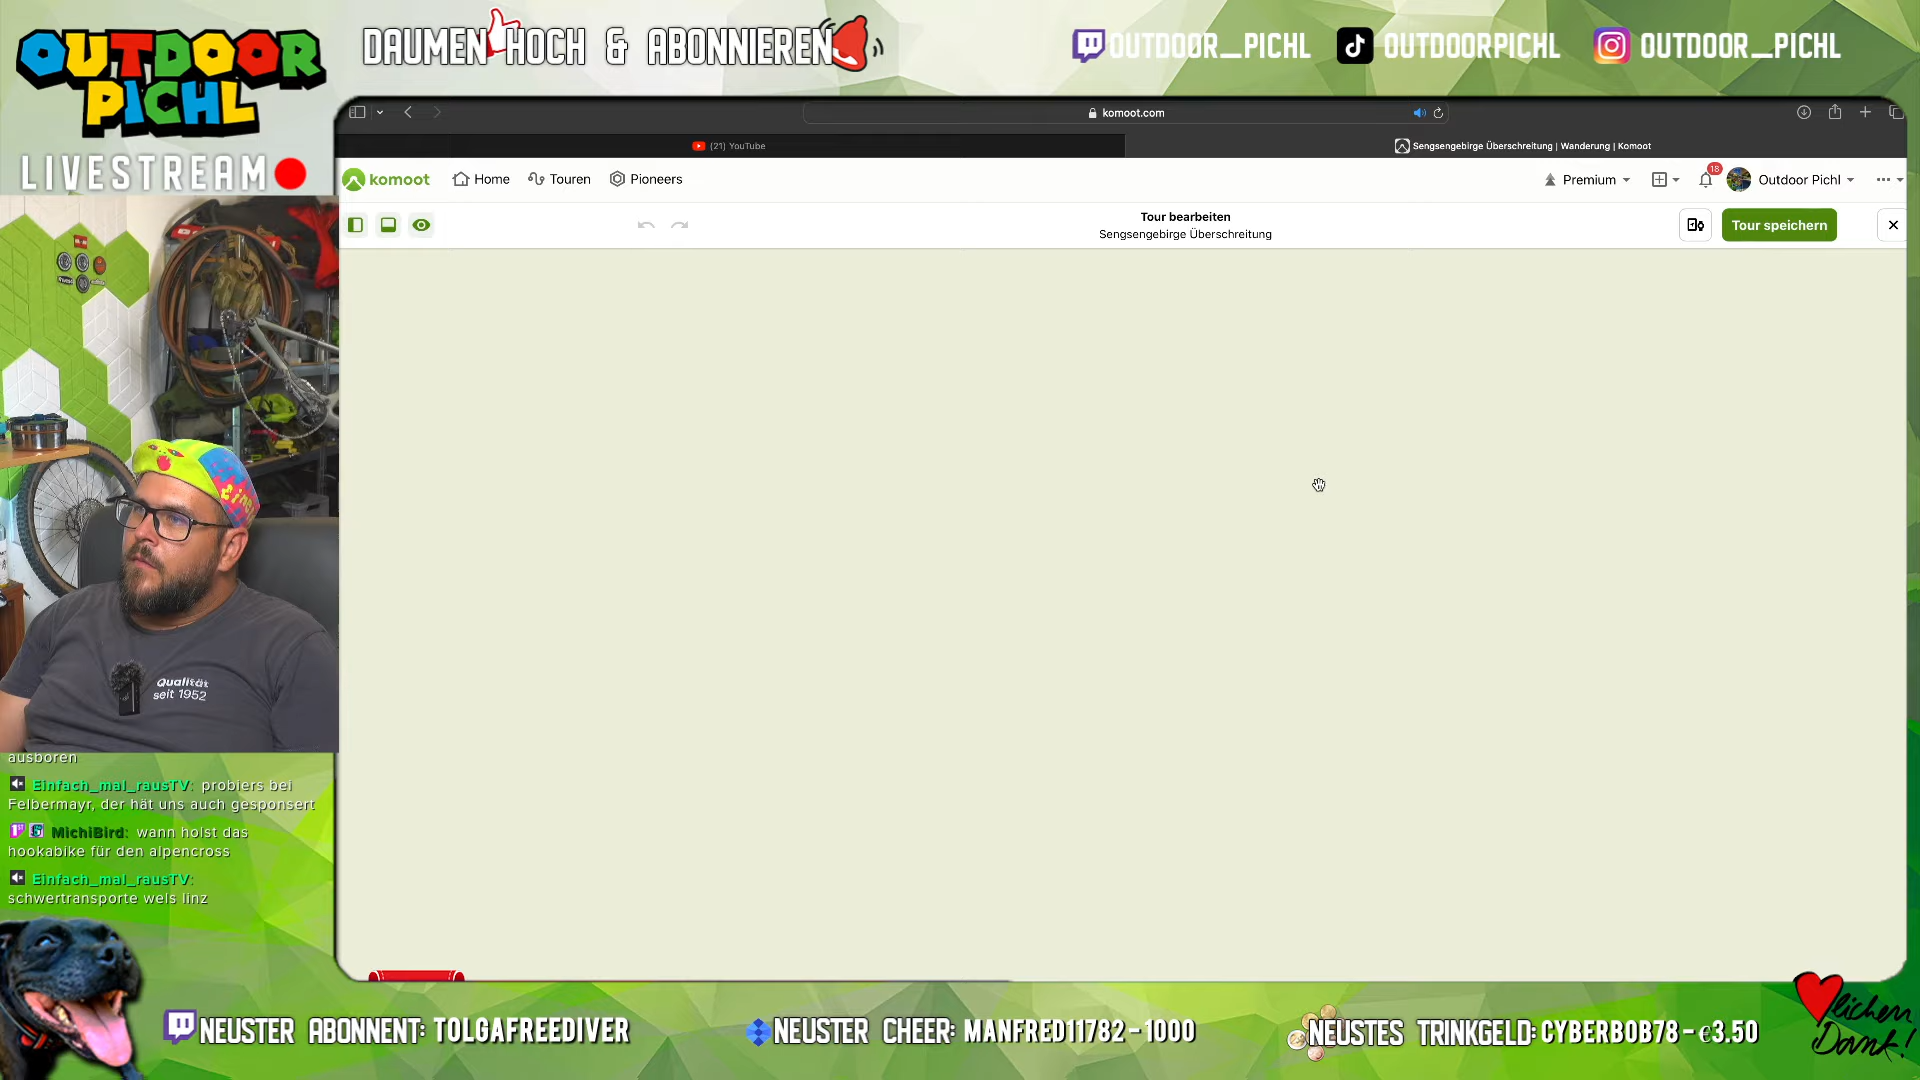 OUTDOOR
PICHL
LIVESTREAM
DAUMEN HOCH & ABONNIEREN
OUTDOOR_PICHL
OUTDOORPICHL
OUTDOOR_PICHL
komoot.com
(21) YouTube
Sengsengebirge Überschreitung | Wanderung | Komoot
komoot
Home
Touren
Pioneers
Premium
18
Outdoor Pichl
Tour bearbeiten
Sengsengebirge Überschreitung
Tour speichern
Qualität
seit 1952
ausboren
Einfach_mal_rausTV: probiers bei
Felbermayr, der hät uns auch gesponsert
MichiBird: wann holst das
hookabike für den alpencross
Einfach_mal_rausTV:
schwertransporte wels linz
NEUSTER ABONNENT: TOLGAFREEDIVER
NEUSTER CHEER: MANFRED11782 - 1000
NEUSTES TRINKGELD: CYBERBOB78 - €3.50
lichen
Dank!